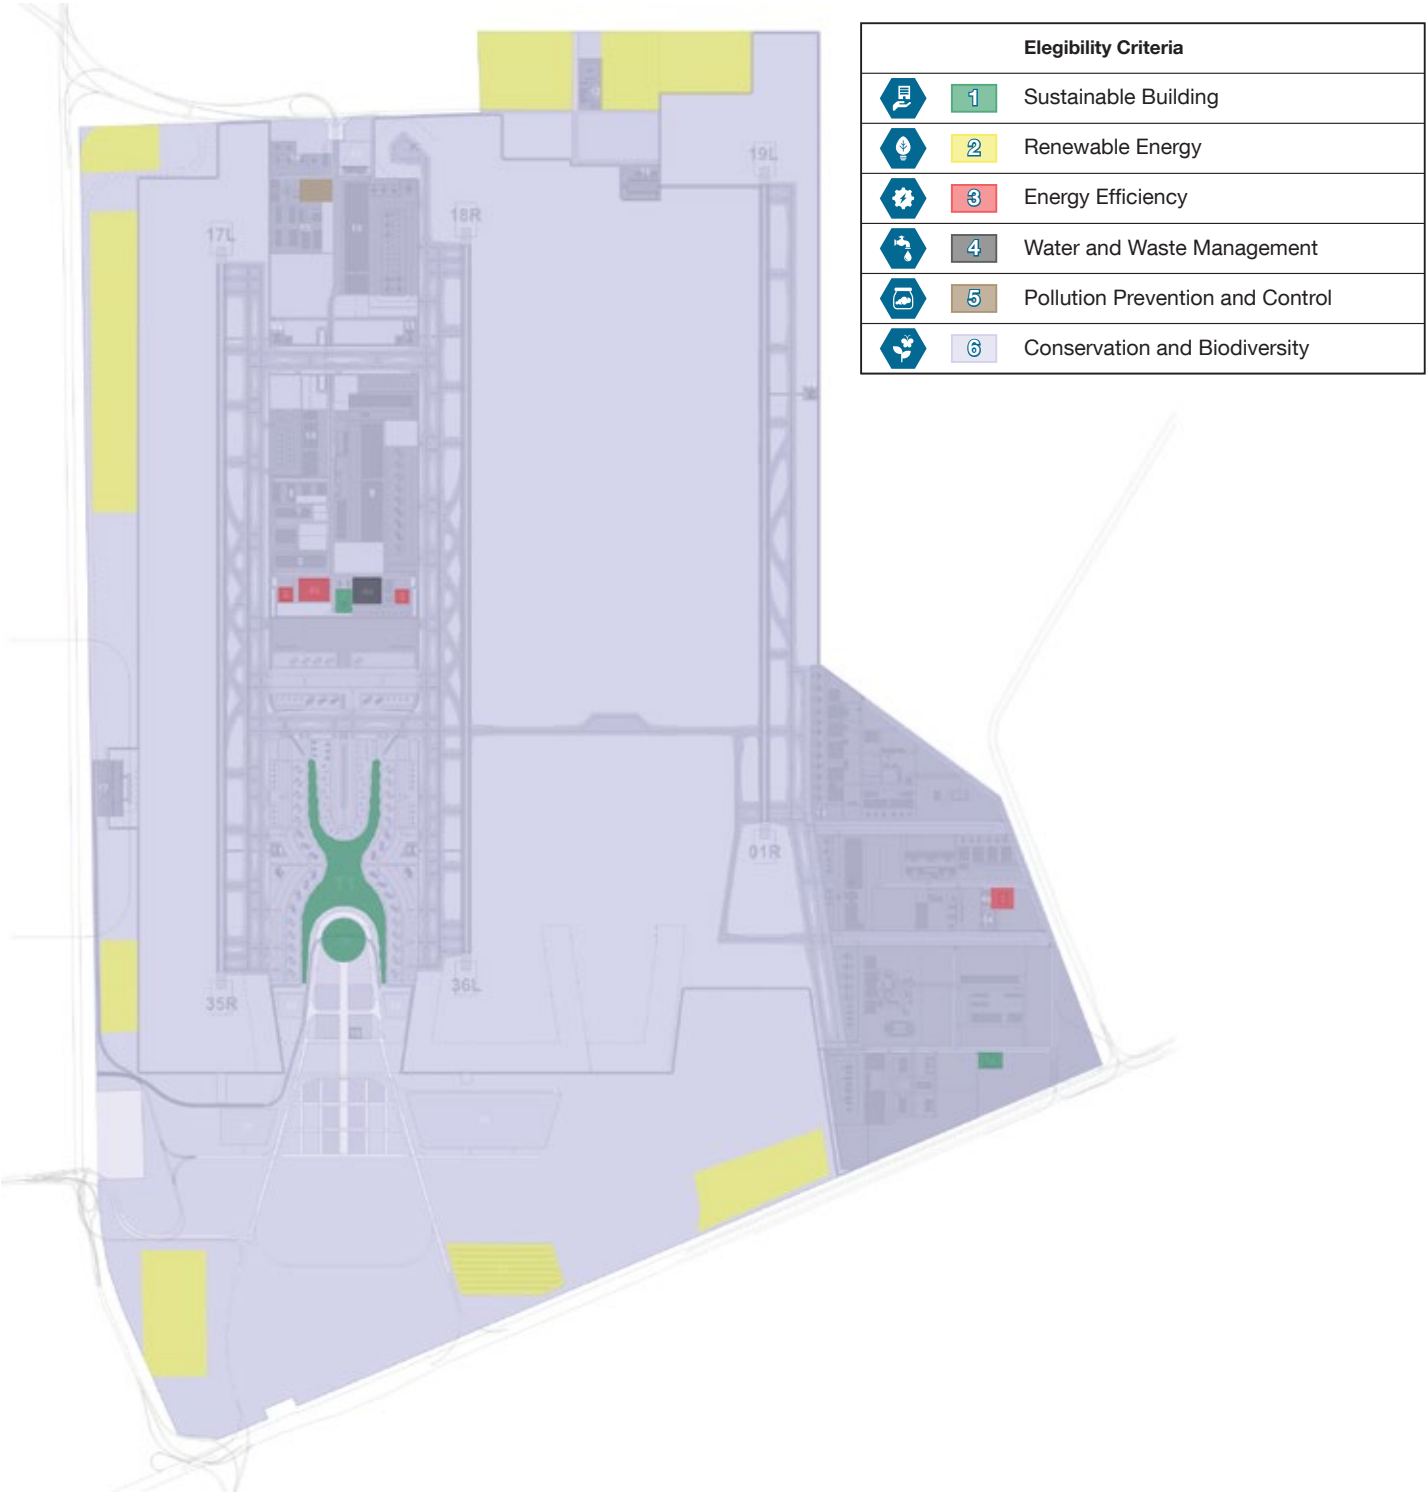 Elegibility Criteria
1 Sustainable Building
2 Renewable Energy
3 Energy Efficiency
4 Water and Waste Management
5 Pollution Prevention and Control
6 Conservation and Biodiversity
19L
18R
17L
01R
36L
35R